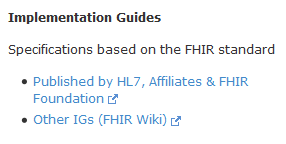 Implementation Guides
Specifications based on the FHIR standard
Published by HL7, Affiliates & FHIR
Foundation
Other IGs (FHIR Wiki)